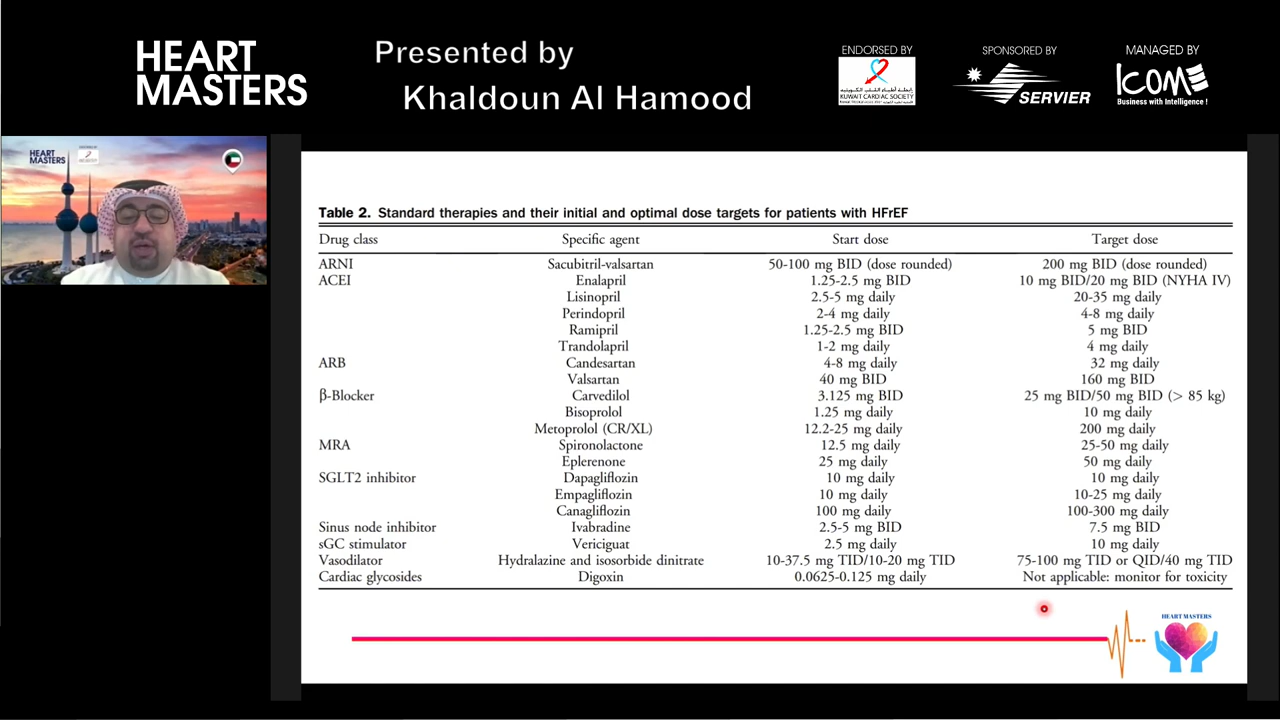 HEART
MASTERS
Presented by
Khaldoun Al Hamood
ENDORSED BY
KUWAIT CARDIAC SOCIETY
SPONSORED BY
SERVIER
MANAGED BY
ICOME
Business with Intelligence !
HEART
MASTERS
Table 2. Standard therapies and their initial and optimal dose targets for patients with HFrEF
Drug class Specific agent Start dose Target dose
ARNI Sacubitril-valsartan 50-100 mg BID (dose rounded) 200 mg BID (dose rounded)
ACEI Enalapril 1.25-2.5 mg BID 10 mg BID/20 mg BID (NYHA IV)
Lisinopril 2.5-5 mg daily 20-35 mg daily
Perindopril 2-4 mg daily 4-8 mg daily
Ramipril 1.25-2.5 mg BID 5 mg BID
Trandolapril 1-2 mg daily 4 mg daily
ARB Candesartan 4-8 mg daily 32 mg daily
Valsartan 40 mg BID 160 mg BID
β-Blocker Carvedilol 3.125 mg BID 25 mg BID/50 mg BID (> 85 kg)
Bisoprolol 1.25 mg daily 10 mg daily
Metoprolol (CR/XL) 12.2-25 mg daily 200 mg daily
MRA Spironolactone 12.5 mg daily 25-50 mg daily
Eplerenone 25 mg daily 50 mg daily
SGLT2 inhibitor Dapagliflozin 10 mg daily 10 mg daily
Empagliflozin 10 mg daily 10-25 mg daily
Canagliflozin 100 mg daily 100-300 mg daily
Sinus node inhibitor Ivabradine 2.5-5 mg BID 7.5 mg BID
sGC stimulator Vericiguat 2.5 mg daily 10 mg daily
Vasodilator Hydralazine and isosorbide dinitrate 10-37.5 mg TID/10-20 mg TID 75-100 mg TID or QID/40 mg TID
Cardiac glycosides Digoxin 0.0625-0.125 mg daily Not applicable: monitor for toxicity
HEART MASTERS